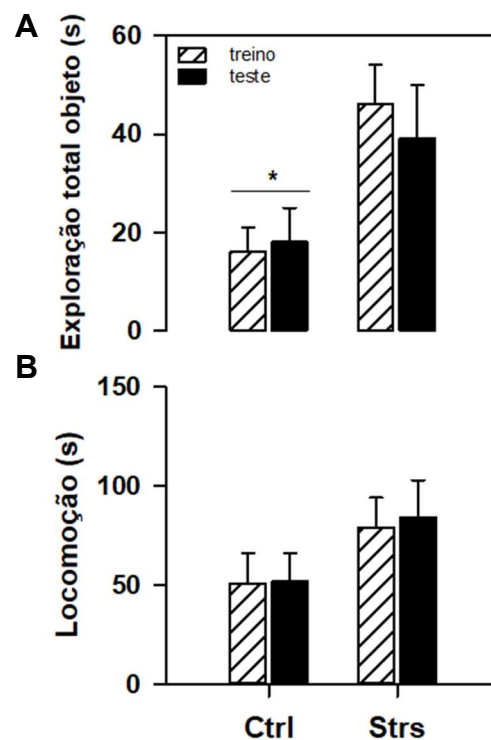 A
Exploração total objeto (s)
60
40
20
0
treino
teste
*
B
Locomoção (s)
150
100
50
0
Ctrl
Strs